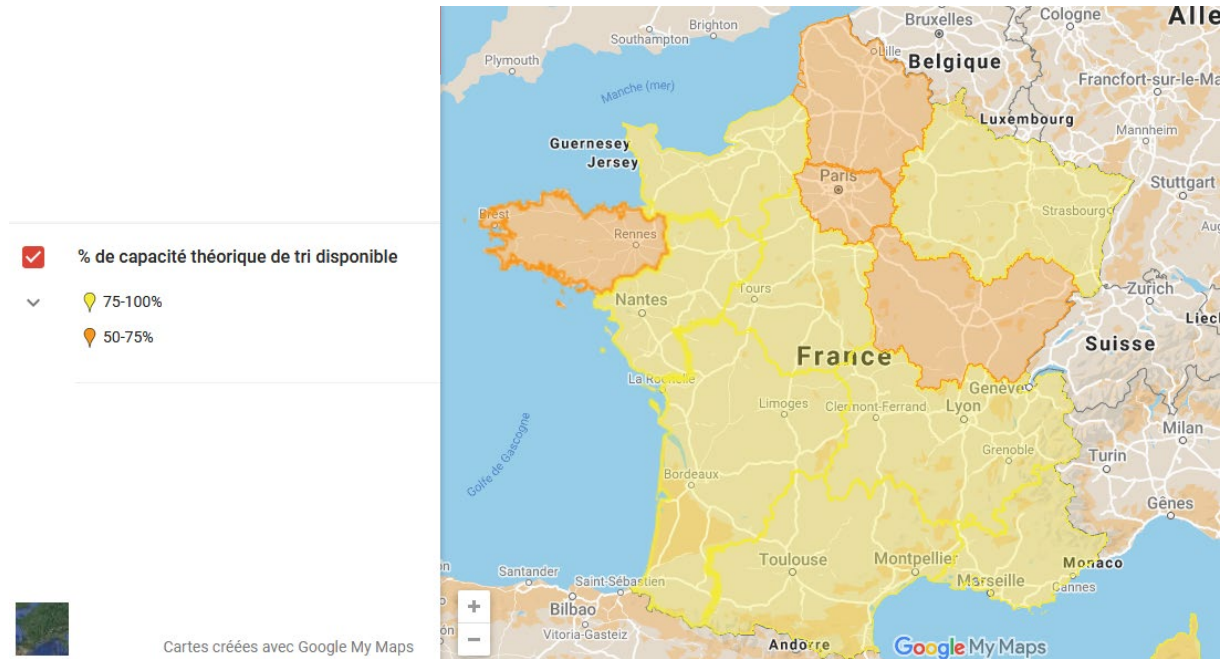 % de capacité théorique de tri disponible
75-100%
50-75%
Cartes créées avec Google My Maps
Bruxelles
Cologne
Alle
Brighton
Southampton
Plymouth
Lille
Belgique
Francfort-sur-le-Ma
Manche (mer)
Luxembourg
Mannheim
Guernesey
Jersey
Paris
Stuttgart
Strasbourg
Brest
Rennes
Zurich
Nantes
Tours
Liech
Suisse
France
La Rochelle
Genève
Limoges
Clermont-Ferrand
Lyon
Milan
Grenoble
Turin
Golfe de Gascogne
Bordeaux
Gênes
Toulouse
Montpellier
Monaco
Santander
Saint-Sébastien
Marseille
Cannes
Bilbao
Vitoria-Gasteiz
Andorre
Google My Maps